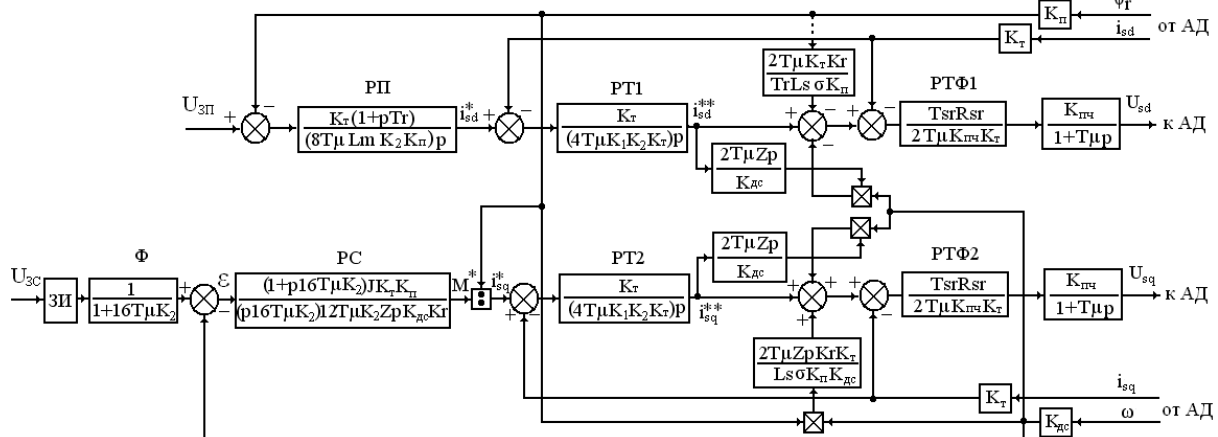 Ψr
Kп
от АД
isd
Kт
2TμKтKr
TrLsσKп
РП
РТ1
РТФ1
UЗП
+
−
Kт(1+pTr)
(8TμLmK2Kп)p
i*sd
+
−
Kт
(4TμK1K2Kт)p
i**sd
+
−
−
+
−
TsrRsr
2TμKпчKт
Kпч
1+Tμp
Usd
к АД
2TμZp
Kдс
Ф
РС
РТ2
РТФ2
2TμZp
Kдс
UЗС
ЗИ
1
1+16TμK2
+
−
ε
(1+p16TμK2)JKтKп
(p16TμK2)12TμK2ZpKдсKr
M*
i*sq
+
−
Kт
(4TμK1K2Kт)p
i**sq
+
+
+
+
−
TsrRsr
2TμKпчKт
Kпч
1+Tμp
Usq
к АД
2TμZpKrKт
LsσKпKдс
isq
Kт
от АД
ω
Kдс